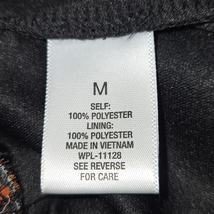 M
SELF:
100% POLYESTER
LINING:
100% POLYESTER
MADE IN VIETNAM
WPL-11128
SEE REVERSE
FOR CARE